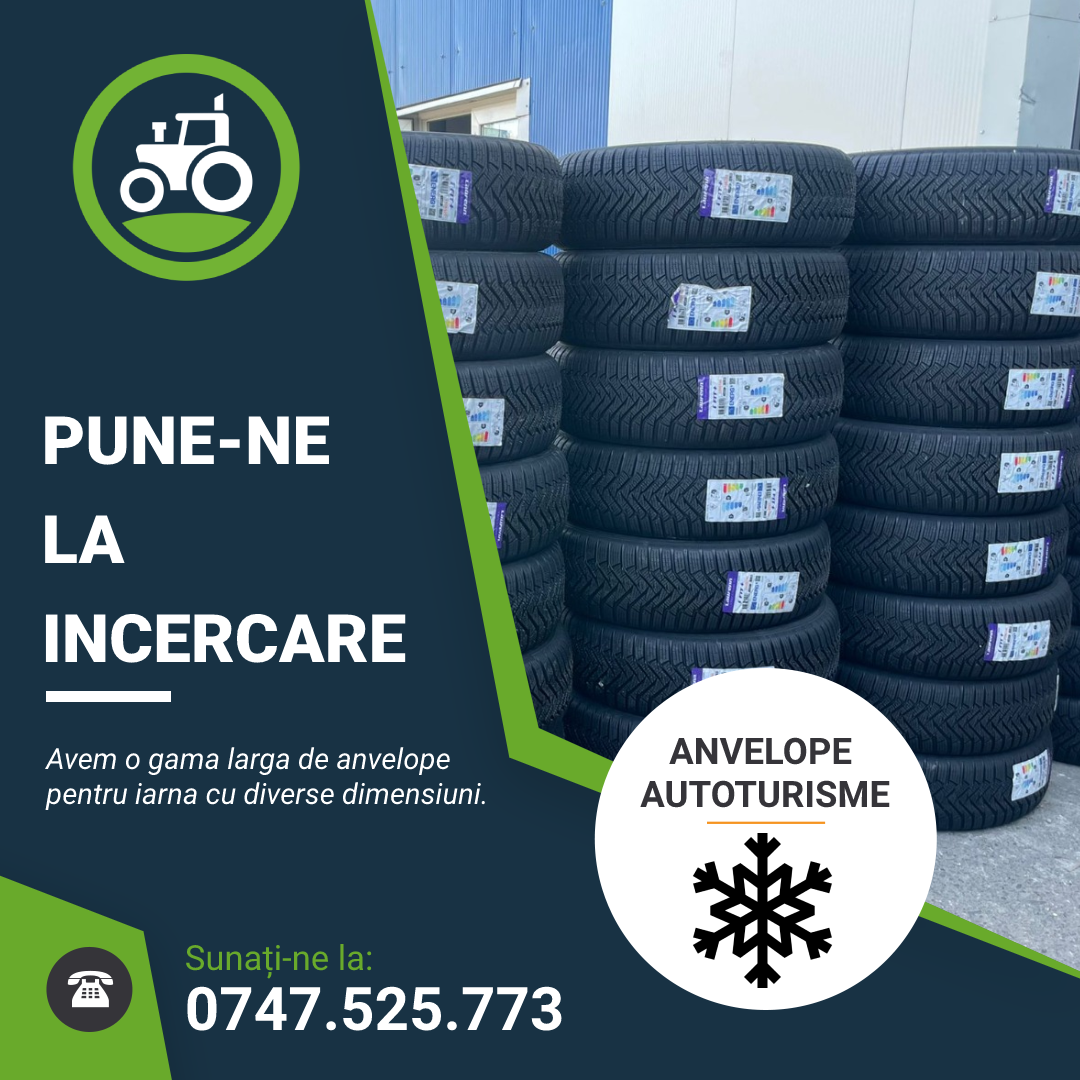 PUNE-NE
LA
INCERCARE
Avem o gama larga de anvelope
pentru iarna cu diverse dimensiuni.
ANVELOPE
AUTOTURISME
Sunați-ne la:
0747.525.773